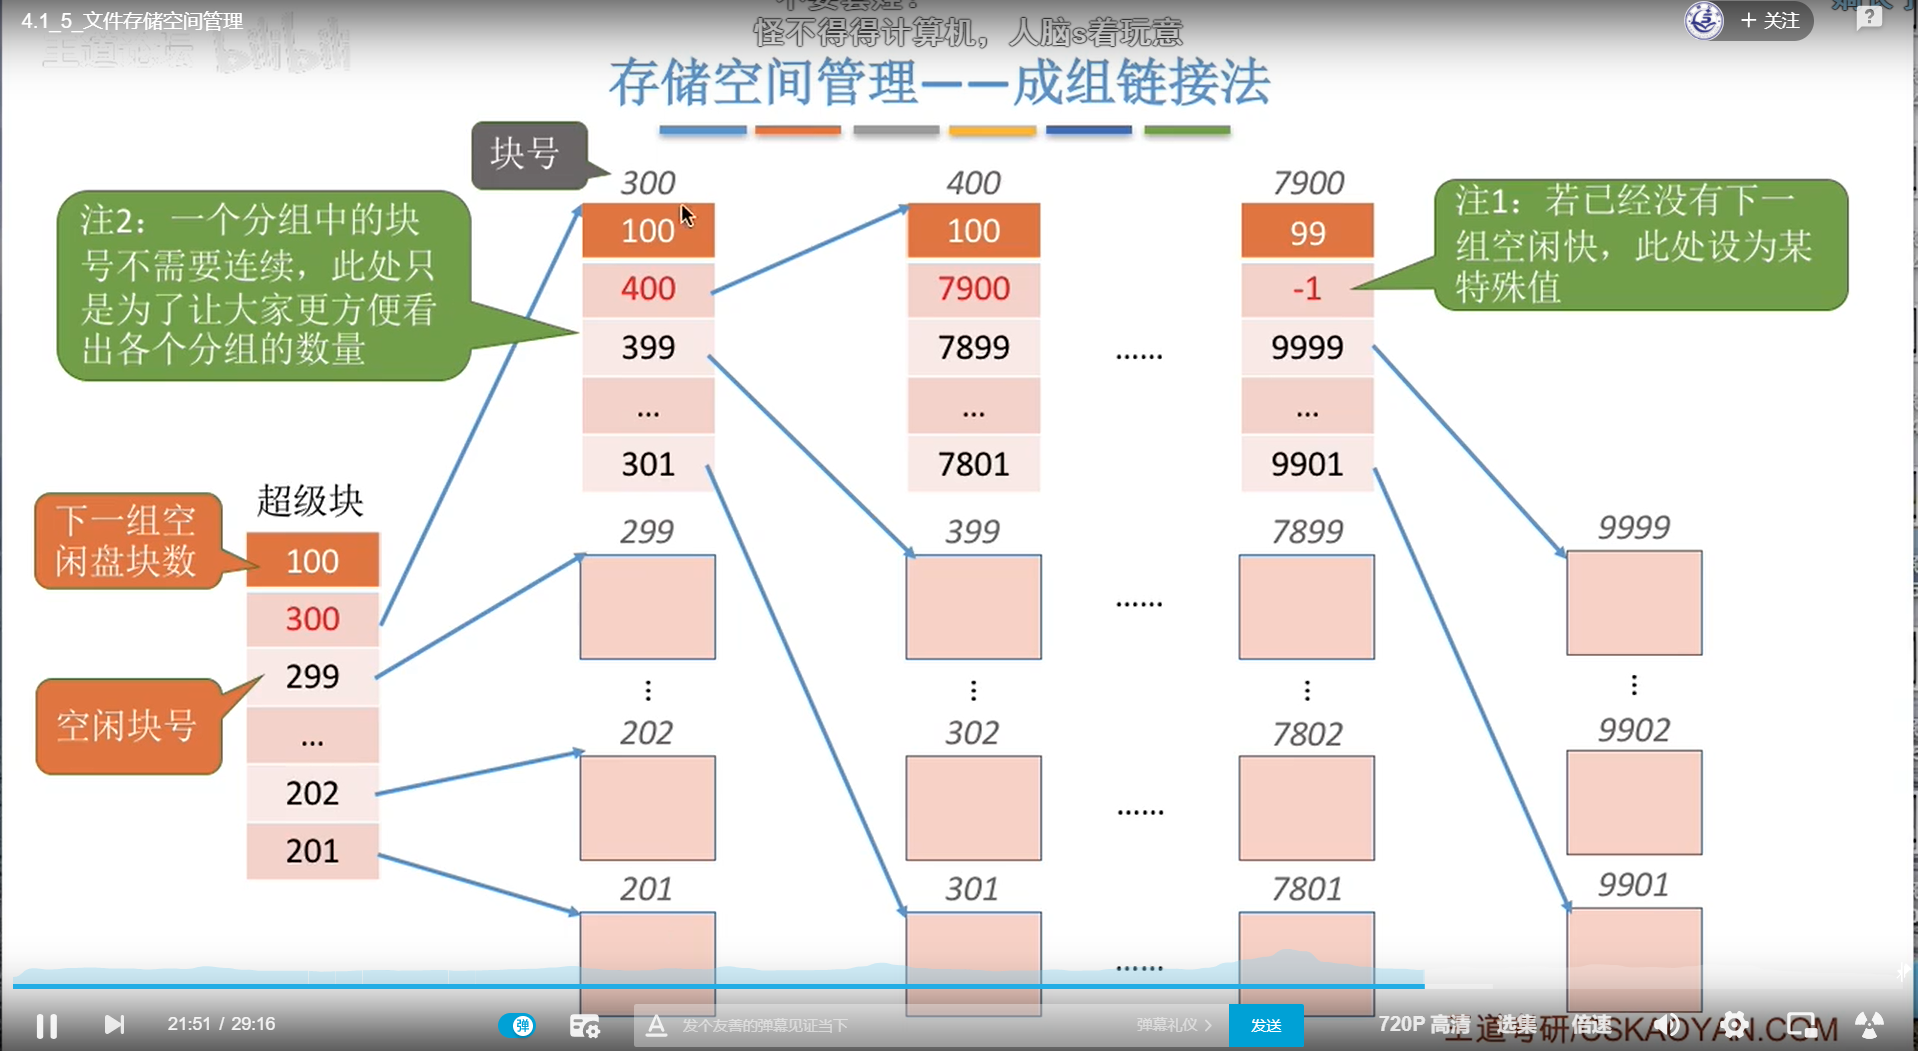 4.1_5_文件存储空间管理
+ 关注
怪不得得计算机，人脑s着玩意
王道论坛 bilibili
存储空间管理——成组链接法
块号
300
400
7900
注2：一个分组中的块
号不需要连续，此处只
是为了让大家更方便看
出各个分组的数量
注1：若已经没有下一
组空闲快，此处设为某
特殊值
100
400
399
...
301
100
7900
7899
...
7801
......
99
-1
9999
...
9901
超级块
下一组空
闲盘块数
空闲块号
100
300
299
...
202
201
299
399
7899
9999
......
202
302
7802
9902
......
201
301
7801
9901
......
21:51 / 29:16
弹
发个友善的弹幕见证当下
弹幕礼仪 >
发送
720P 高清
选集
倍速
王道考研/CSKAOYAN.COM